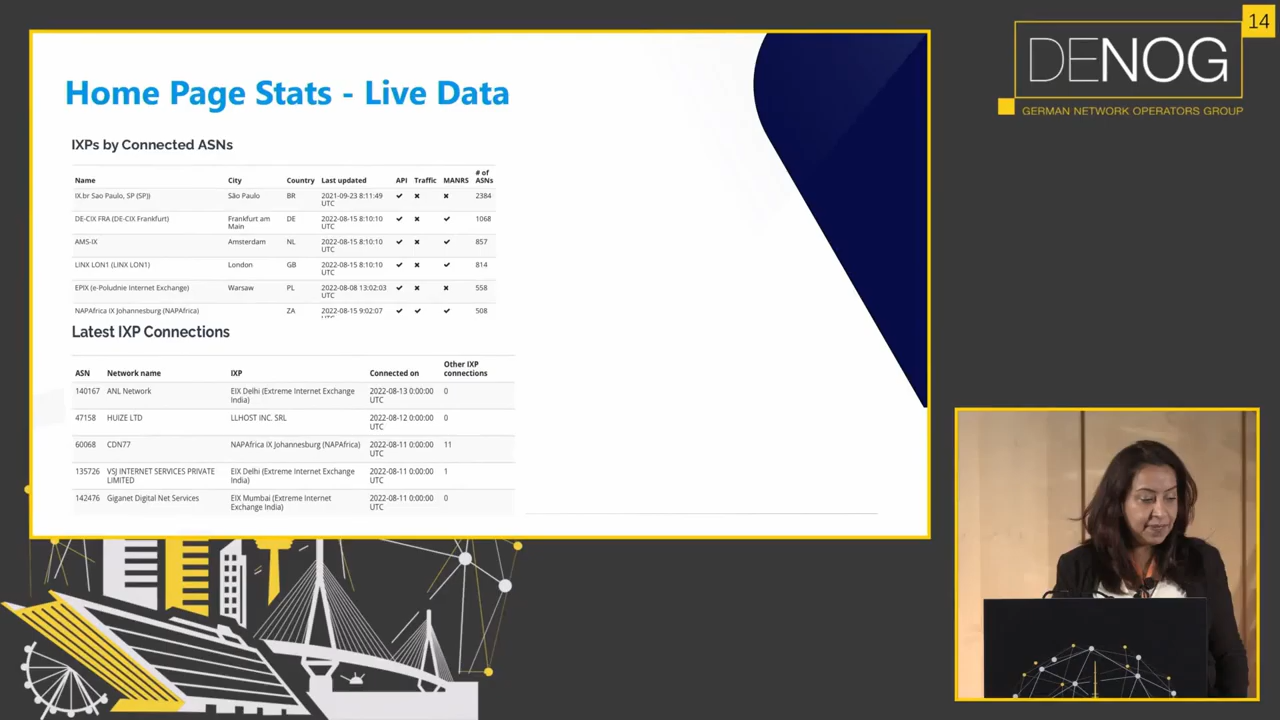 14
DENOG
GERMAN NETWORK OPERATORS GROUP
Home Page Stats - Live Data
IXPs by Connected ASNs
Name City Country Last updated API Traffic MANRS # of ASNs
IX.br Sao Paulo, SP (SP)) São Paulo BR 2021-09-23 8:11:49 UTC ✔ ✖ ✖ 2384
DE-CIX FRA (DE-CIX Frankfurt) Frankfurt am Main DE 2022-08-15 8:10:10 UTC ✔ ✖ ✔ 1068
AMS-IX Amsterdam NL 2022-08-15 8:10:10 UTC ✔ ✖ ✔ 857
LINX LON1 (LINX LON1) London GB 2022-08-15 8:10:10 UTC ✔ ✖ ✔ 814
EPIX (e-Poludnie Internet Exchange) Warsaw PL 2022-08-08 13:02:03 UTC ✔ ✖ ✖ 558
NAPAfrica IX Johannesburg (NAPAfrica) ZA 2022-08-15 9:02:07 UTC ✔ ✔ ✔ 508
Latest IXP Connections
ASN Network name IXP Connected on Other IXP connections
140167 ANL Network EIX Delhi (Extreme Internet Exchange India) 2022-08-13 0:00:00 UTC 0
47158 HUIZE LTD LLHOST INC. SRL 2022-08-12 0:00:00 UTC 0
60068 CDN77 NAPAfrica IX Johannesburg (NAPAfrica) 2022-08-11 0:00:00 UTC 11
135726 VSJ INTERNET SERVICES PRIVATE LIMITED EIX Delhi (Extreme Internet Exchange India) 2022-08-11 0:00:00 UTC 1
142476 Giganet Digital Net Services EIX Mumbai (Extreme Internet Exchange India) 2022-08-11 0:00:00 UTC 0